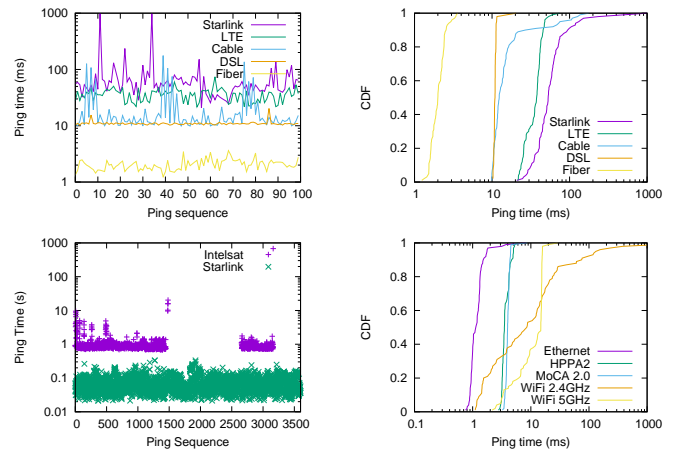 1000
100
10
1
0 10 20 30 40 50 60 70 80 90 100
Ping time (ms)
Ping sequence
Starlink
LTE
Cable
DSL
Fiber
1
0.8
0.6
0.4
0.2
0
1 10 100 1000
CDF
Ping time (ms)
Starlink
LTE
Cable
DSL
Fiber
1000
100
10
1
0.1
0.01
0 500 1000 1500 2000 2500 3000 3500
Ping Time (s)
Ping Sequence
Intelsat
Starlink
1
0.8
0.6
0.4
0.2
0
0.1 1 10 100 1000
CDF
Ping time (ms)
Ethernet
HPPA2
MoCA 2.0
WiFi 2.4GHz
WiFi 5GHz